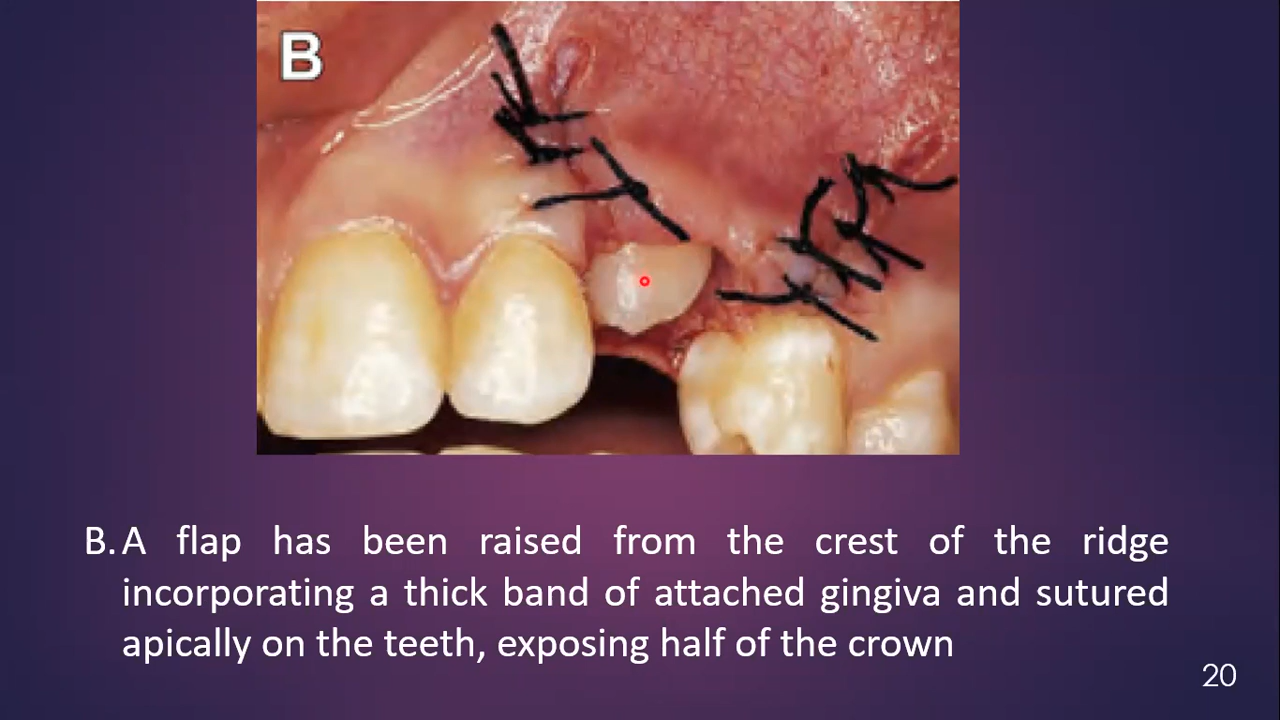 B
B. A flap has been raised from the crest of the ridge
incorporating a thick band of attached gingiva and sutured
apically on the teeth, exposing half of the crown
20